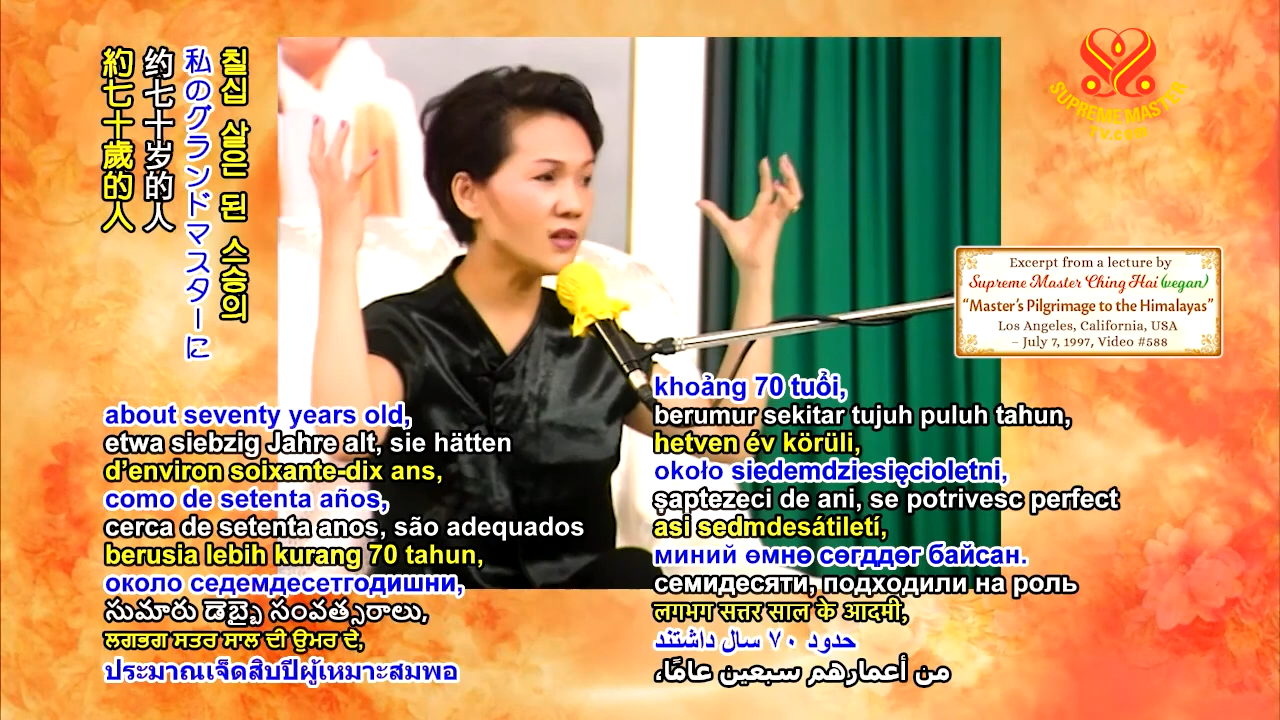 約七十歲的人
约七十岁的人
私のグランドマスターに
칠십 살은 된 스승의
SUPREME MASTER
TV.COM
Excerpt from a lecture by
Supreme Master Ching Hai (vegan)
“Master’s Pilgrimage to the Himalayas”
Los Angeles, California, USA
– July 7, 1997, Video #588
about seventy years old,
etwa siebzig Jahre alt, sie hätten
d’environ soixante-dix ans,
como de setenta años,
cerca de setenta anos, são adequados
berusia lebih kurang 70 tahun,
около седемдесетгодишни,
సుమారు డెబ్బై సంవత్సరాలు,
ਲਗਭਗ ਸਤਰ ਸਾਲ ਦੀ ਉਮਰ ਦੇ,
ประมาณเจ็ดสิบปีผู้เหมาะสมพอ
khoảng 70 tuổi,
berumur sekitar tujuh puluh tahun,
hetven év körüli,
około siedemdziesięcioletni,
șaptezeci de ani, se potrivesc perfect
asi sedmdesátiletí,
миний өмнө сөгддөг байсан.
семидесяти, подходили на роль
लगभग सत्तर साल के आदमी,
حدود ۷۰ سال داشتند
من أعمارهم سبعين عامًا،